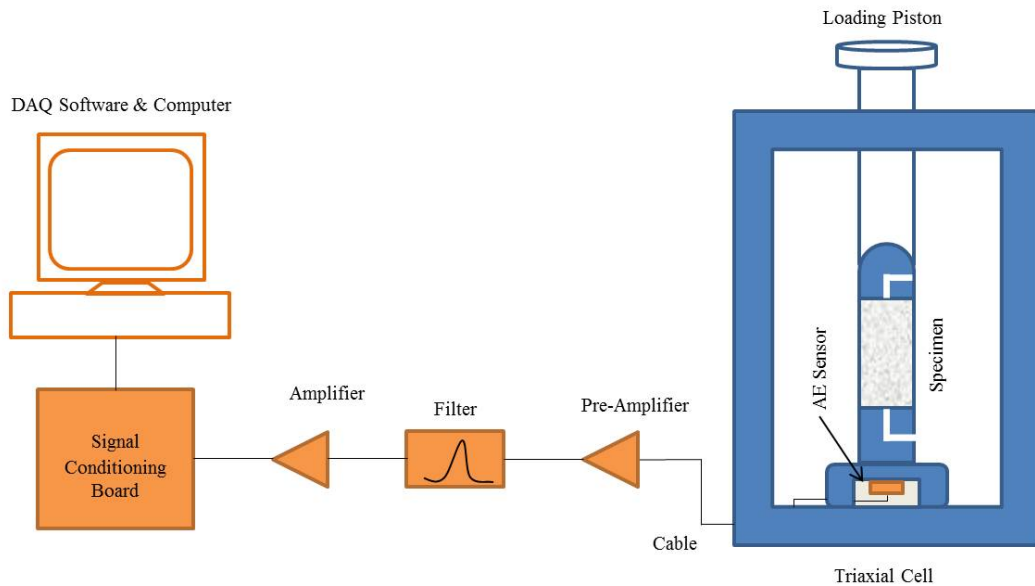 Loading Piston
DAQ Software & Computer
AE Sensor
Specimen
Amplifier
Filter
Pre-Amplifier
Signal
Conditioning
Board
Cable
Triaxial Cell